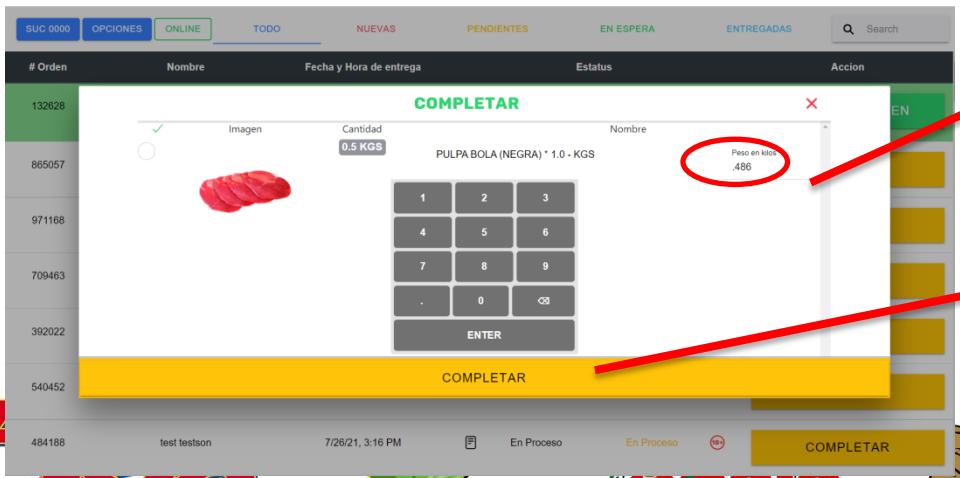 SUC 0000 OPCIONES ONLINE TODO NUEVAS PENDIENTES EN ESPERA ENTREGADAS Search
# Orden Nombre Fecha y Hora de entrega Estatus Accion
COMPLETAR
132628 EN
Imagen Cantidad Nombre
0.5 KGS
PULPA BOLA (NEGRA) * 1.0 - KGS
Peso en kilos
.486
865057
1 2 3
971168
4 5 6
709463
7 8 9
. 0
392022
ENTER
COMPLETAR
540452
484188 test testson 7/26/21, 3:16 PM En Proceso En Proceso 18+ COMPLETAR